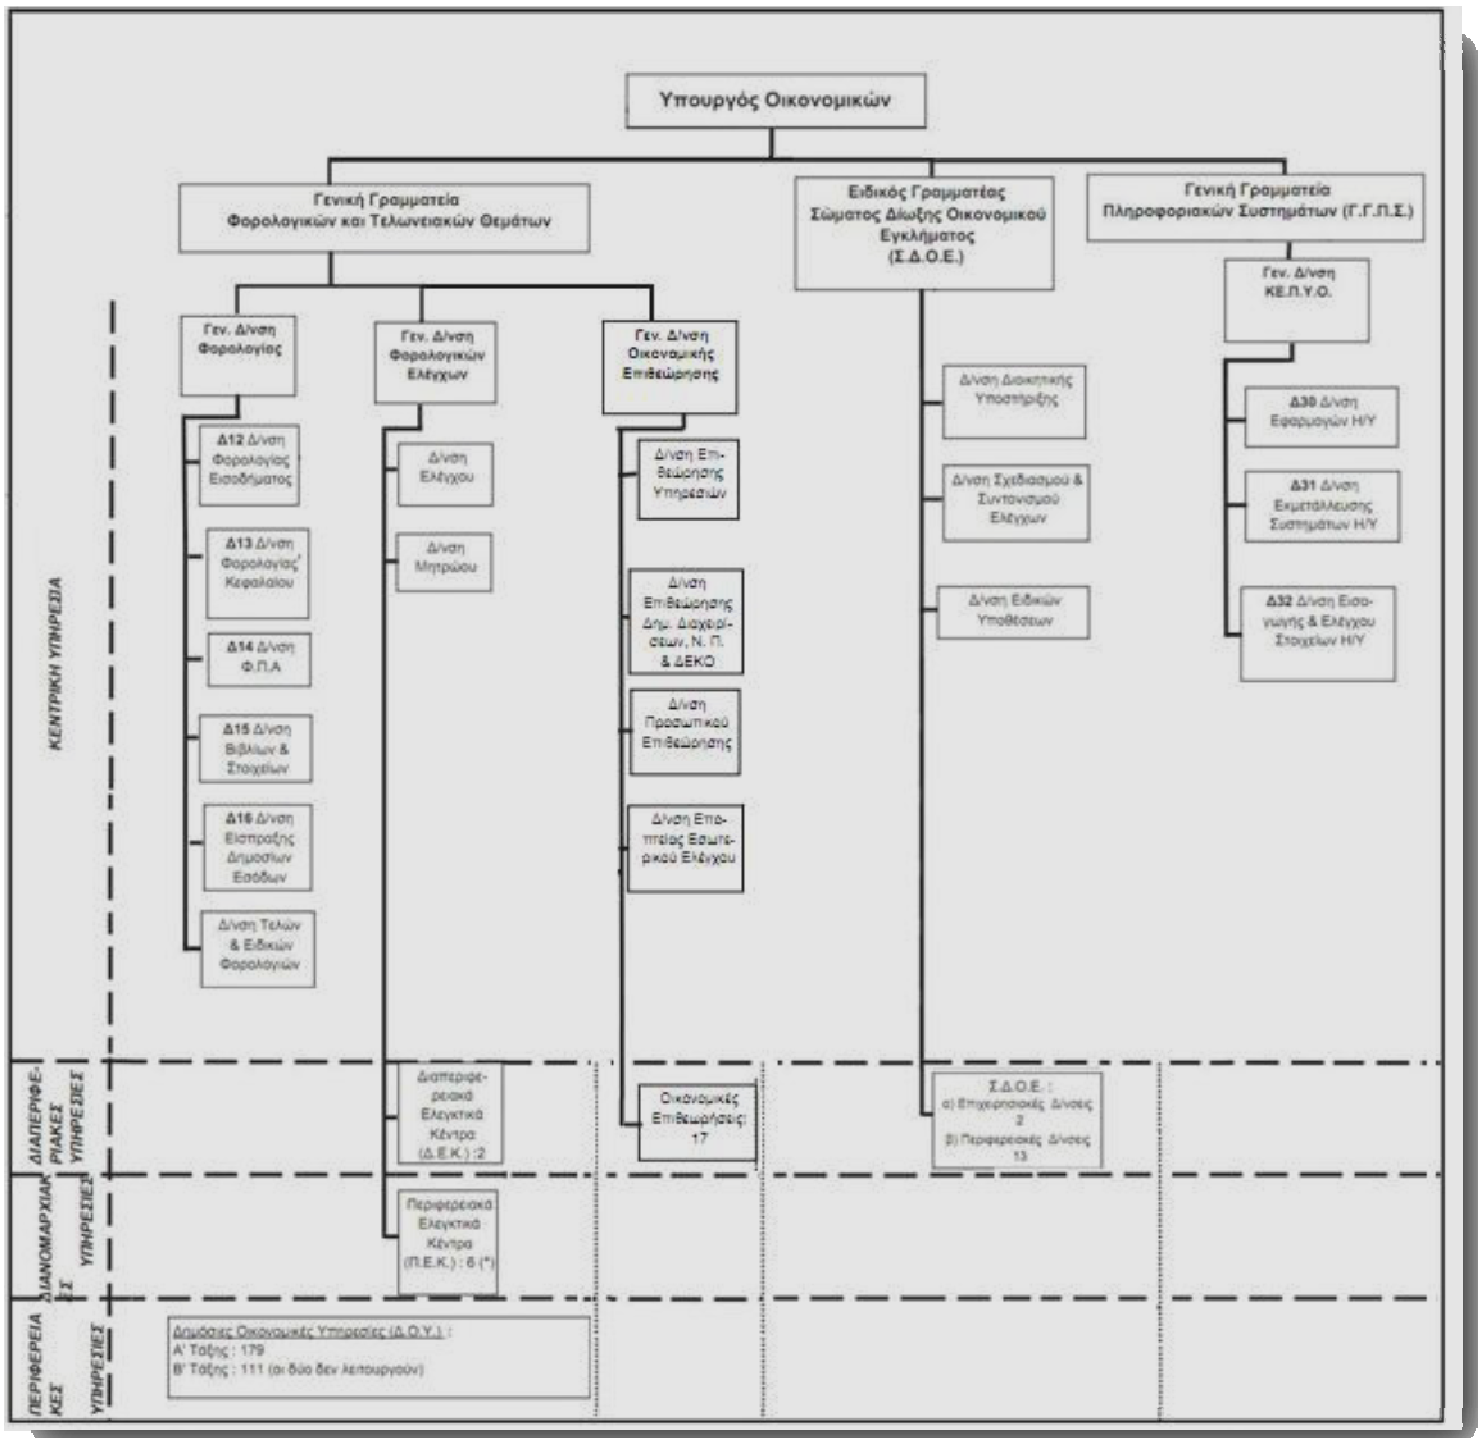 Υπουργός Οικονομικών
Γενική Γραμματεία
Φορολογικών και Τελωνειακών Θεμάτων
Ειδικός Γραμματέας
Σώματος Δίωξης Οικονομικού
Εγκλήματος
(Σ.Δ.Ο.Ε.)
Γενική Γραμματεία
Πληροφοριακών Συστημάτων (Γ.Γ.Π.Σ.)
Γεν. Δ/νση
ΚΕ.Π.Υ.Ο.
Γεν. Δ/νση
Φορολογίας
Γεν. Δ/νση
Φορολογικών
Ελέγχων
Γεν. Δ/νση
Οικονομικής
Επιθεώρησης
Δ12 Δ/νση
Φορολογίας
Εισοδήματος
Δ13 Δ/νση
Φορολογίας
Κεφαλαίου
Δ14 Δ/νση
Φ.Π.Α
Δ15 Δ/νση
Βιβλίων &
Στοιχείων
Δ16 Δ/νση
Είσπραξης
Δημοσίων
Εσόδων
Δ/νση Τελών
& Ειδικών
Φορολογιών
Δ/νση
Ελέγχου
Δ/νση
Μητρώου
Δ/νση Επι-
θεώρησης
Υπηρεσιών
Δ/νση
Επιθεώρησης
Δημ. Διαχειρί-
σεων, Ν. Π.
& ΔΕΚΟ
Δ/νση
Προσωπικού
Επιθεώρησης
Δ/νση Επο-
πτείας Εσωτε-
ρικού Ελέγχου
Δ/νση Διοικητικής
Υποστήριξης
Δ/νση Σχεδιασμού &
Συντονισμού
Ελέγχων
Δ/νση Ειδικών
Υποθέσεων
Δ30 Δ/νση
Εφαρμογών Η/Υ
Δ31 Δ/νση
Εκμετάλλευσης
Συστημάτων Η/Υ
Δ32 Δ/νση Εισα-
γωγής & Ελέγχου
Στοιχείων Η/Υ
ΚΕΝΤΡΙΚΗ ΥΠΗΡΕΣΙΑ
ΔΙΑΠΕΡΙΦΕ-
ΡΙΑΚΕΣ
ΥΠΗΡΕΣΙΕΣ
Διαπεριφε-
ρειακά
Ελεγκτικά
Κέντρα
(Δ.Ε.Κ.) :2
Οικονομικές
Επιθεωρήσεις:
17
Σ.Δ.Ο.Ε. :
α) Επιχειρησιακές Δ/νσεις
2
β) Περιφερειακές Δ/νσεις
13
ΔΙΑΝΟΜΑΡΧΙΑΚ
ΕΣ
ΥΠΗΡΕΣΙΕΣ
Περιφερειακά
Ελεγκτικά
Κέντρα
(Π.Ε.Κ.) : 6 (*)
ΠΕΡΙΦΕΡΕΙΑ
ΚΕΣ
ΥΠΗΡΕΣΙΕΣ
Δημόσιες Οικονομικές Υπηρεσίες (Δ.Ο.Υ.) :
Α' Τάξης : 179
Β' Τάξης : 111 (οι δύο δεν λειτουργούν)